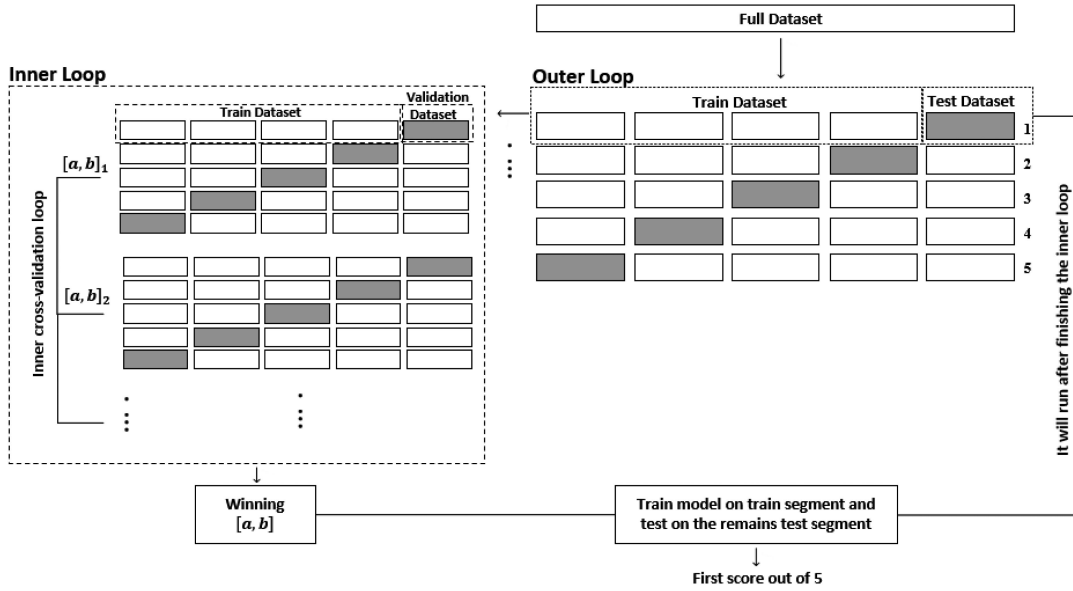 Full Dataset
Inner Loop
Outer Loop
Train Dataset
Validation
Dataset
Train Dataset
Test Dataset
1
2
3
4
5
[a, b]₁
[a, b]₂
Inner cross-validation loop
It will run after finishing the inner loop
Winning
[a, b]
Train model on train segment and
test on the remains test segment
First score out of 5